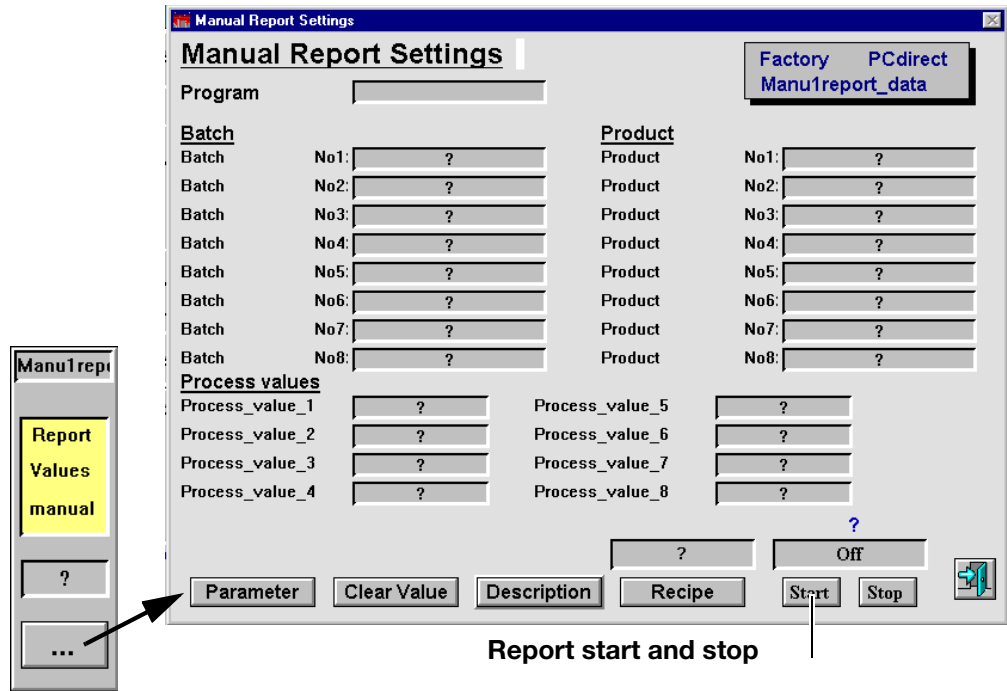 Manual Report Settings
Manual Report Settings
Factory PCdirect
Manu1report_data
Program
Batch Product
Batch No1: ? Product No1: ?
Batch No2: ? Product No2: ?
Batch No3: ? Product No3: ?
Batch No4: ? Product No4: ?
Batch No5: ? Product No5: ?
Batch No6: ? Product No6: ?
Batch No7: ? Product No7: ?
Batch No8: ? Product No8: ?
Process values
Process_value_1 ? Process_value_5 ?
Process_value_2 ? Process_value_6 ?
Process_value_3 ? Process_value_7 ?
Process_value_4 ? Process_value_8 ?
?
? Off
Parameter Clear Value Description Recipe Start Stop
Report start and stop
Manu1rep
Report
Values
manual
?
...